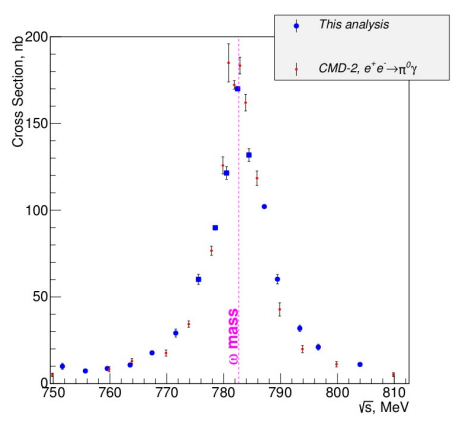 This analysis
CMD-2, e⁺e⁻→π⁰γ
Cross Section, nb
200
150
100
50
0
ω mass
750 760 770 780 790 800 810
√s, MeV